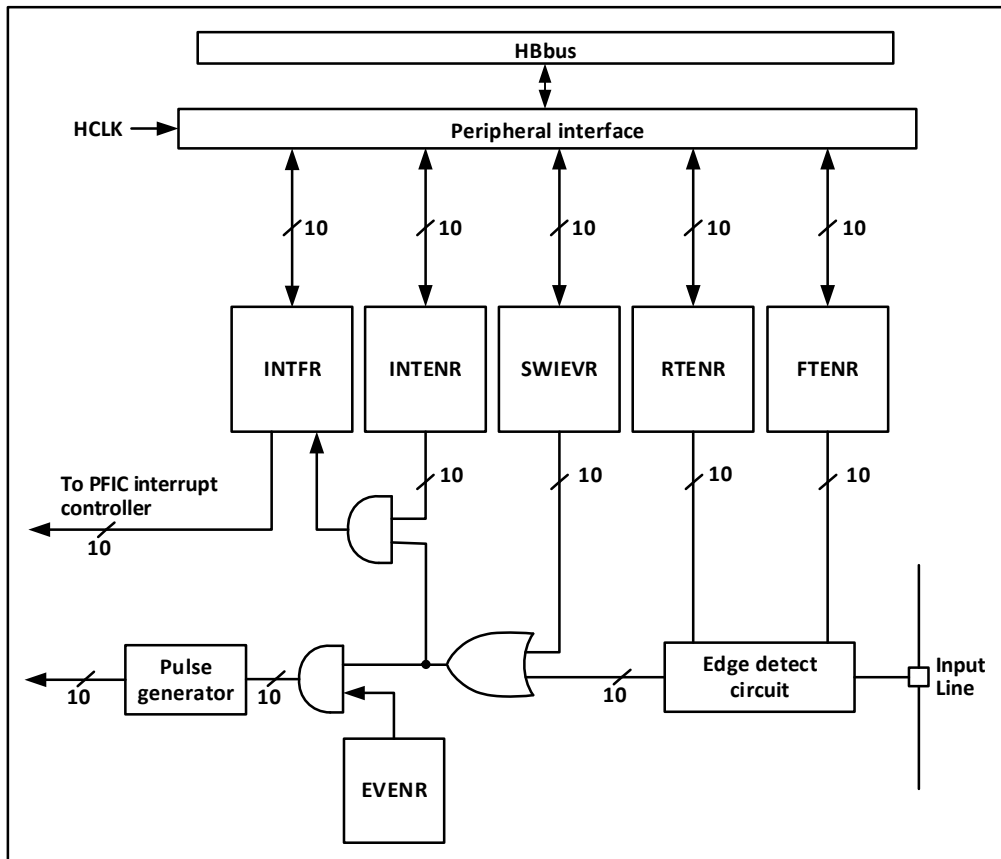 HBbus
HCLK
Peripheral interface
10
10
10
10
10
INTFR
INTENR
SWIEVR
RTENR
FTENR
10
10
10
10
To PFIC interrupt
controller
10
Pulse
generator
10
10
10
Edge detect
circuit
Input
Line
EVENR